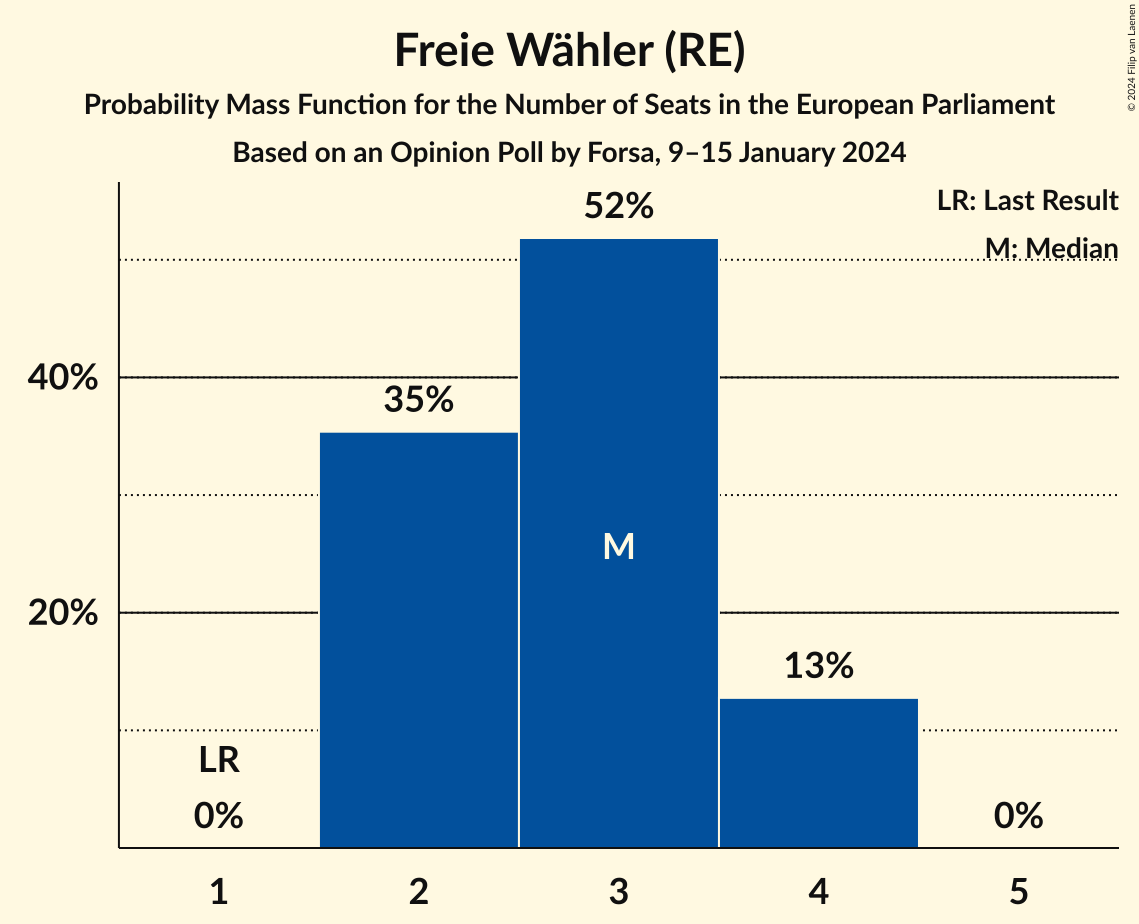 Freie Wähler (RE)
Probability Mass Function for the Number of Seats in the European Parliament
Based on an Opinion Poll by Forsa, 9–15 January 2024
© 2024 Filip van Laenen
LR: Last Result
M: Median
52%
40%
35%
M
20%
13%
LR
0%
0%
1 2 3 4 5